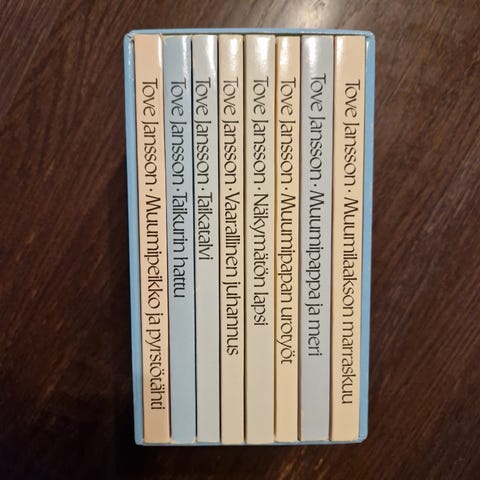 Tove Jansson · Muumipeikko ja pyrstötähti
Tove Jansson · Taikurin hattu
Tove Jansson · Taikatalvi
Tove Jansson · Vaarallinen juhannus
Tove Jansson · Näkymätön lapsi
Tove Jansson · Muumipapan urotyöt
Tove Jansson · Muumipappa ja meri
Tove Jansson · Muumilaakson marraskuu